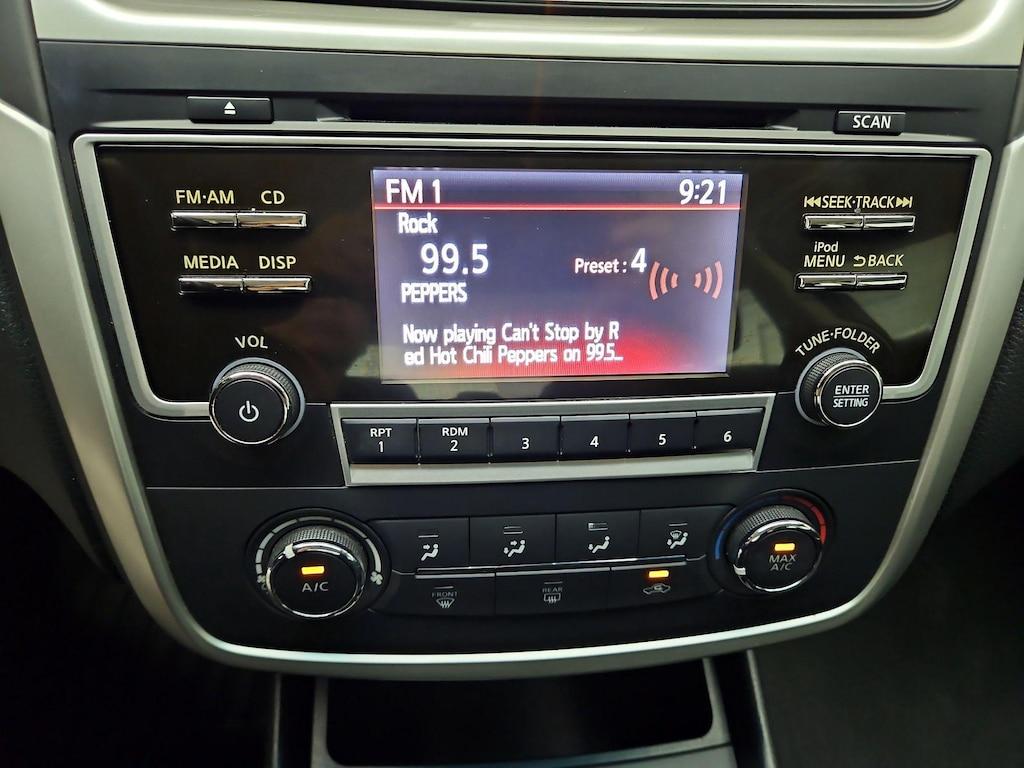 SCAN
FM·AM CD
FM 1 9:21
SEEK·TRACK
Rock
99.5
Preset : 4
iPod
MENU BACK
MEDIA DISP
PEPPERS
Now playing Can't Stop by R
ed Hot Chili Peppers on 99.5...
VOL
TUNE·FOLDER
ENTER
SETTING
RPT
1
RDM
2
3
4
5
6
A/C
MAX
A/C
FRONT
REAR